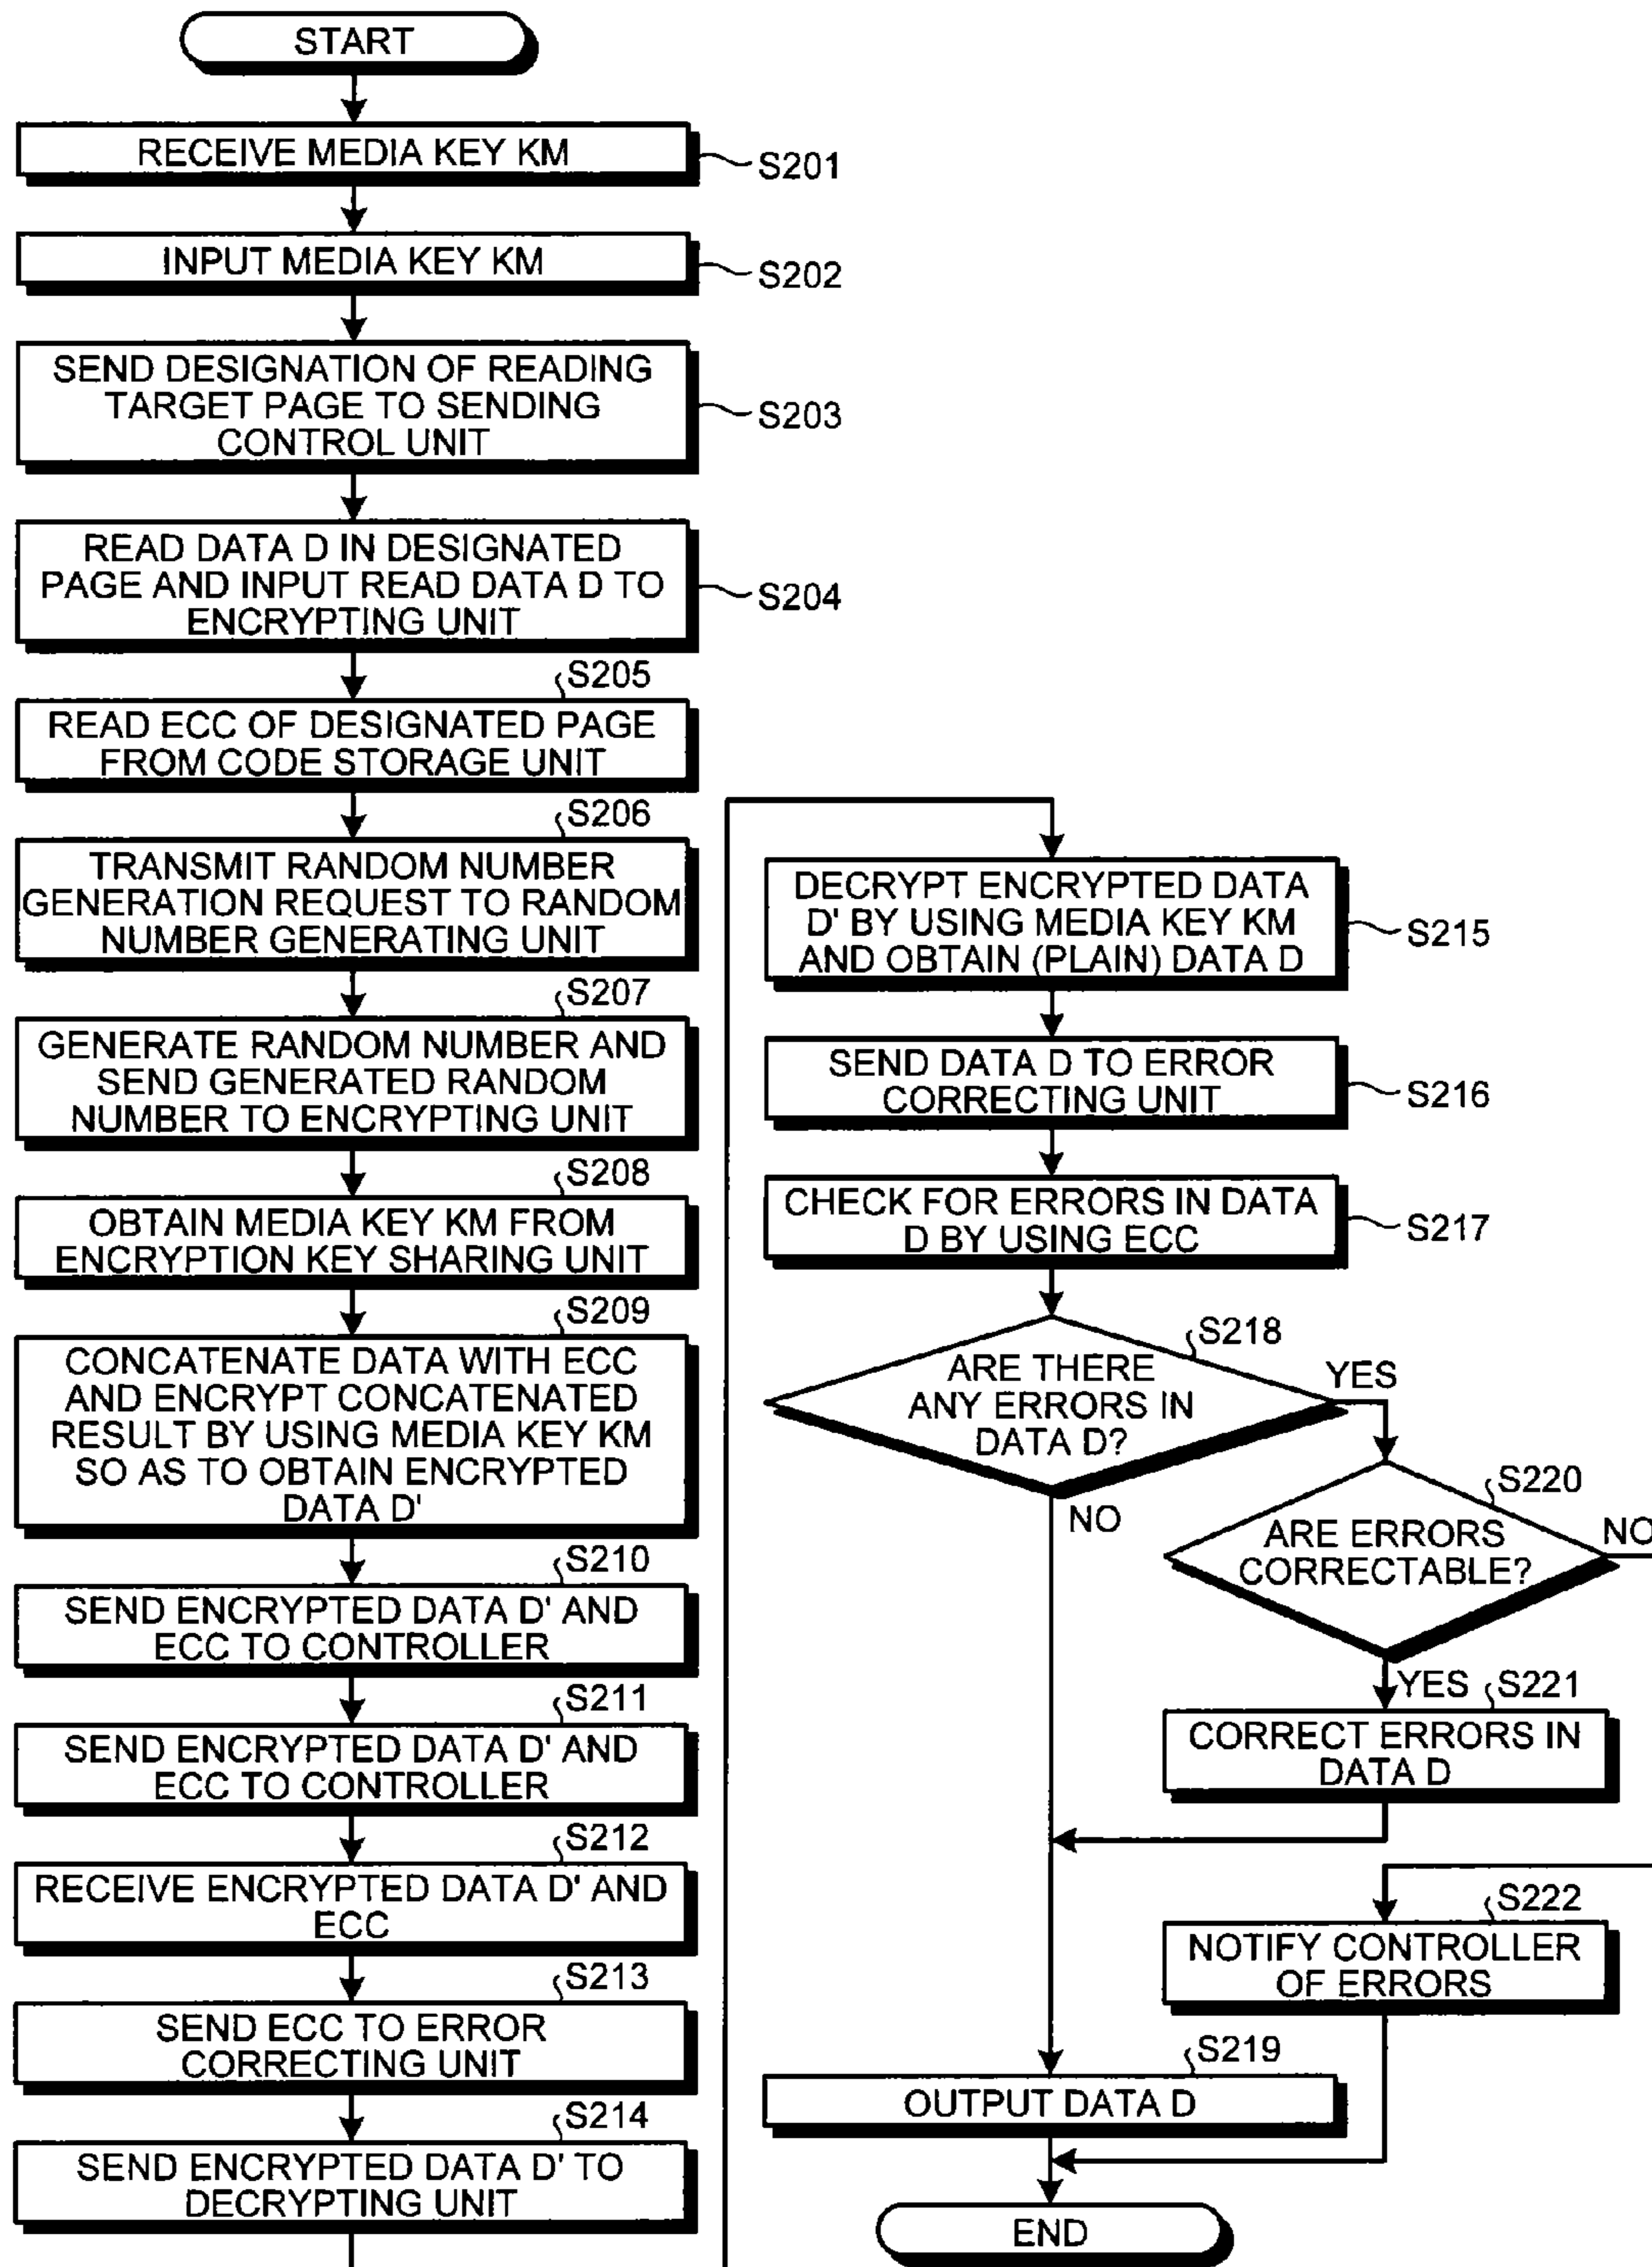 START
RECEIVE MEDIA KEY KM
S201
INPUT MEDIA KEY KM
S202
SEND DESIGNATION OF READING
TARGET PAGE TO SENDING
CONTROL UNIT
S203
READ DATA D IN DESIGNATED
PAGE AND INPUT READ DATA D TO
ENCRYPTING UNIT
S204
S205
READ ECC OF DESIGNATED PAGE
FROM CODE STORAGE UNIT
S206
TRANSMIT RANDOM NUMBER
GENERATION REQUEST TO RANDOM
NUMBER GENERATING UNIT
S207
GENERATE RANDOM NUMBER AND
SEND GENERATED RANDOM
NUMBER TO ENCRYPTING UNIT
S208
OBTAIN MEDIA KEY KM FROM
ENCRYPTION KEY SHARING UNIT
S209
CONCATENATE DATA WITH ECC
AND ENCRYPT CONCATENATED
RESULT BY USING MEDIA KEY KM
SO AS TO OBTAIN ENCRYPTED
DATA D'
S210
SEND ENCRYPTED DATA D' AND
ECC TO CONTROLLER
S211
SEND ENCRYPTED DATA D' AND
ECC TO CONTROLLER
S212
RECEIVE ENCRYPTED DATA D' AND
ECC
S213
SEND ECC TO ERROR
CORRECTING UNIT
S214
SEND ENCRYPTED DATA D' TO
DECRYPTING UNIT
DECRYPT ENCRYPTED DATA
D' BY USING MEDIA KEY KM
AND OBTAIN (PLAIN) DATA D
S215
SEND DATA D TO ERROR
CORRECTING UNIT
S216
CHECK FOR ERRORS IN DATA
D BY USING ECC
S217
S218
ARE THERE
ANY ERRORS IN
DATA D?
YES
NO
S220
ARE ERRORS
CORRECTABLE?
NO
YES
S221
CORRECT ERRORS IN
DATA D
S222
NOTIFY CONTROLLER
OF ERRORS
S219
OUTPUT DATA D
END